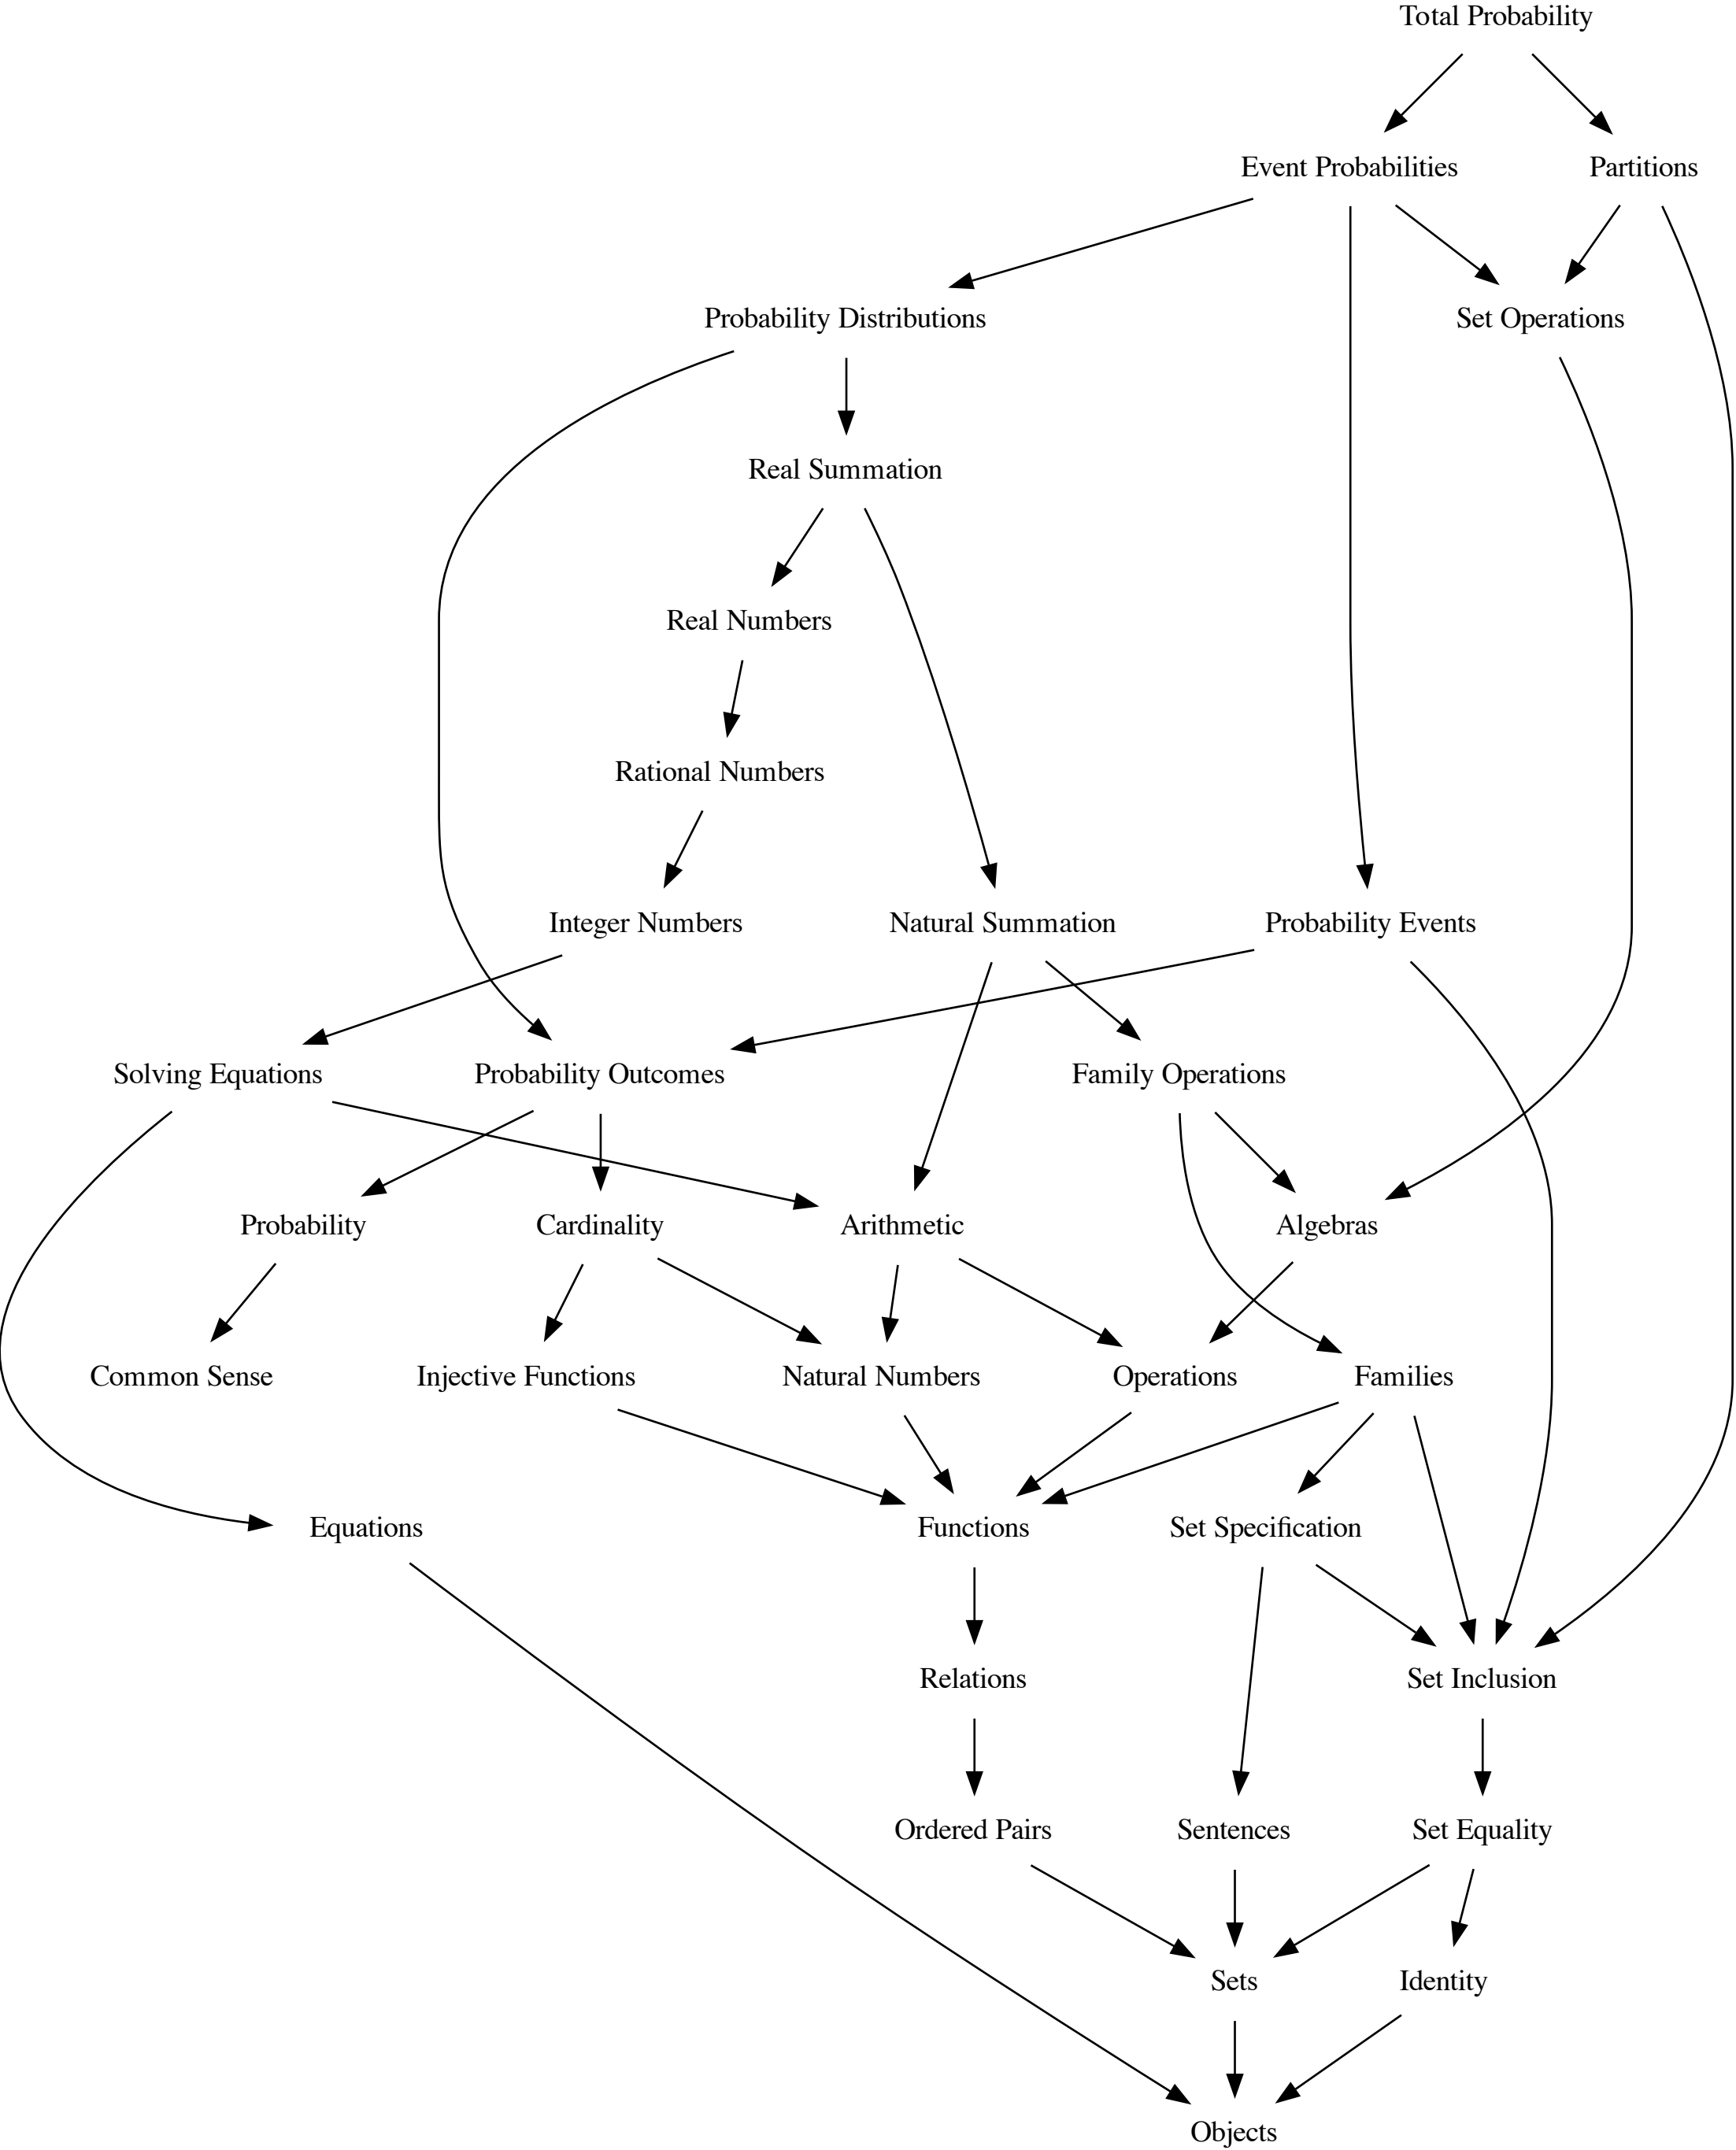 Total Probability
Event Probabilities
Partitions
Probability Distributions
Set Operations
Real Summation
Real Numbers
Rational Numbers
Integer Numbers
Natural Summation
Probability Events
Solving Equations
Probability Outcomes
Family Operations
Probability
Cardinality
Arithmetic
Algebras
Common Sense
Injective Functions
Natural Numbers
Operations
Families
Equations
Functions
Set Specification
Relations
Set Inclusion
Ordered Pairs
Sentences
Set Equality
Sets
Identity
Objects